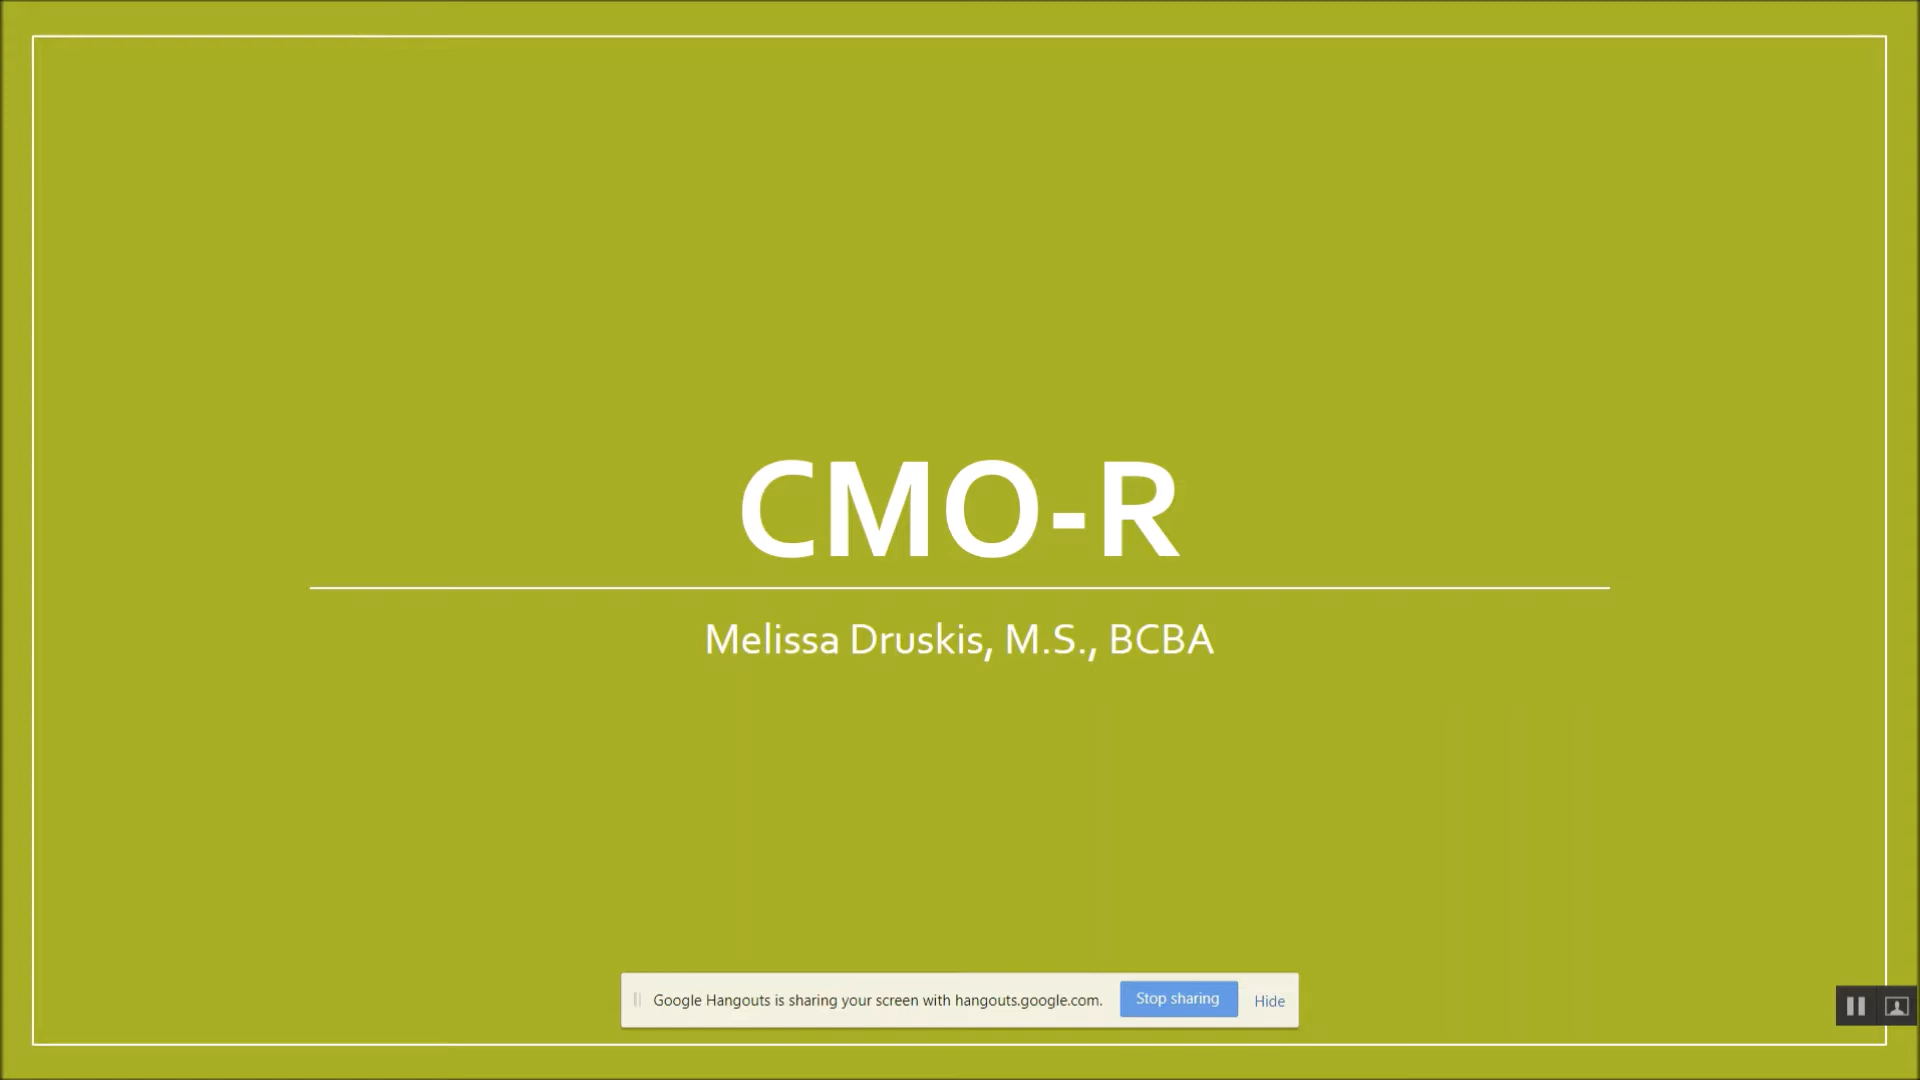 CMO-R
Melissa Druskis, M.S., BCBA
Google Hangouts is sharing your screen with hangouts.google.com. Stop sharing Hide